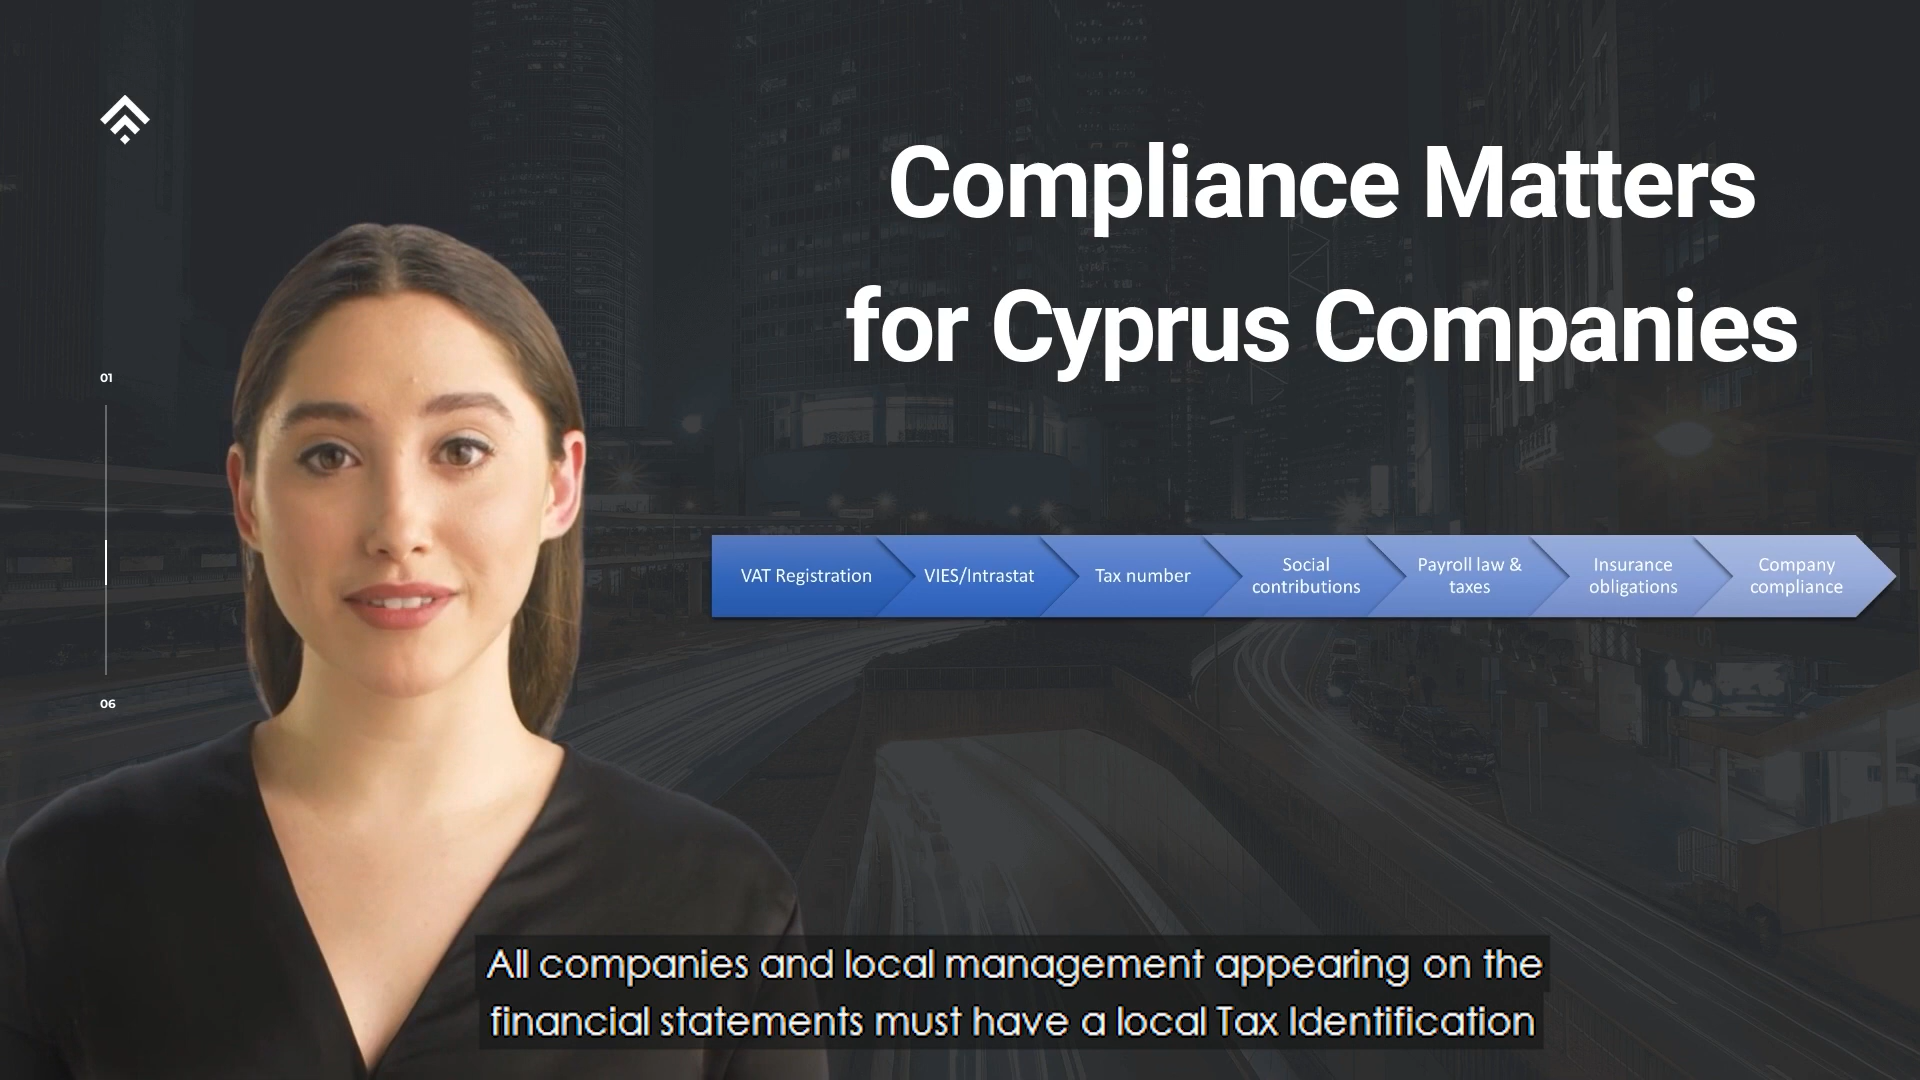 Compliance Matters
for Cyprus Companies
01
06
VAT Registration
VIES/Intrastat
Tax number
Social
contributions
Payroll law &
taxes
Insurance
obligations
Company
compliance
All companies and local management appearing on the
financial statements must have a local Tax Identification